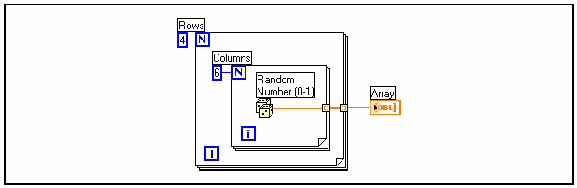 Rows
4 N
Columns
6 N
Random
Number (0-1)
Array
DBL]
i
i